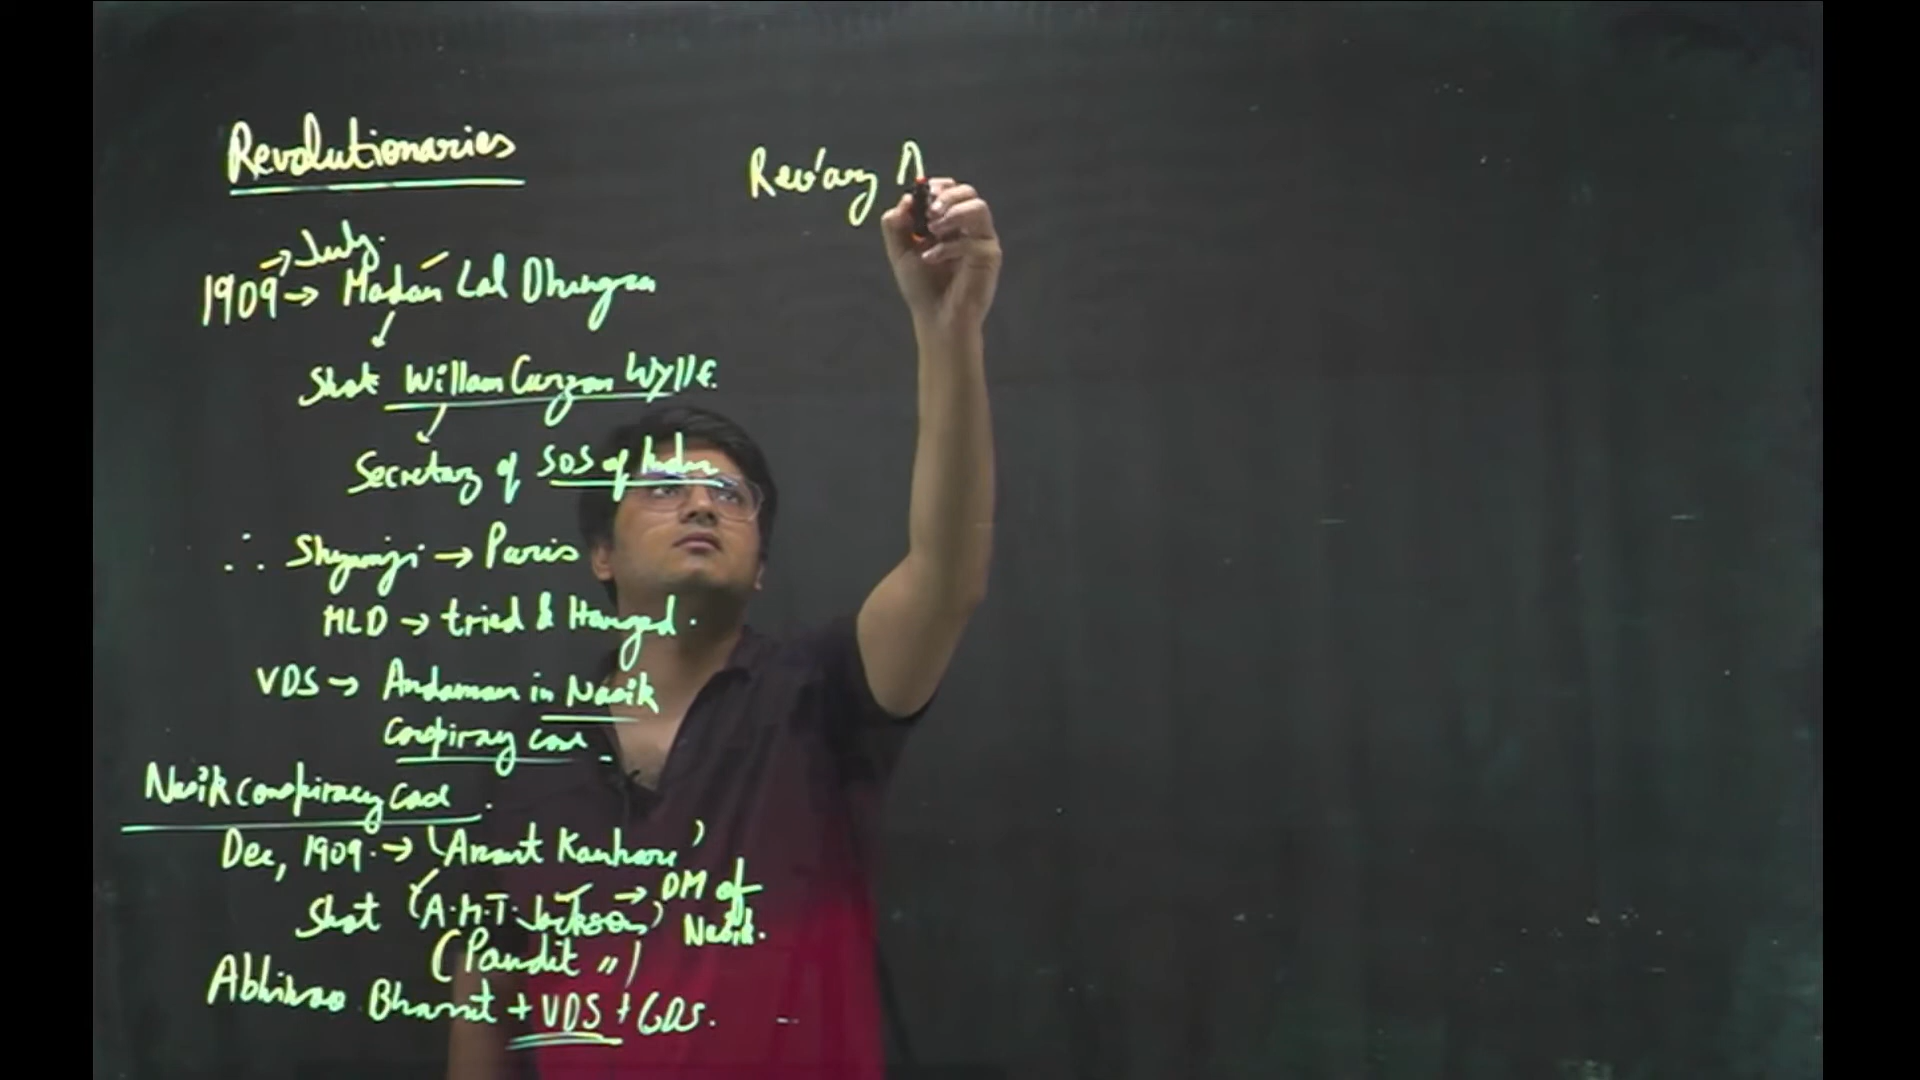 Revolutionaries
→ July.
1909 → Madan Lal Dhingra
Shot William Curzon Wyllе.
Secretary of SOS of India
∴ Shyamji → Paris
MLD → tried & Hanged.
VDS → Andaman in Nasik
Conspiracy case.
Nasik conspiracy case.
Dec, 1909. → (Anant Kanhare)
Shot (A.M.T. Jackson) → DM of
Nasik.
(Pandit ")
Abhinav Bharat + VDS + GDS.
Rev'ary A